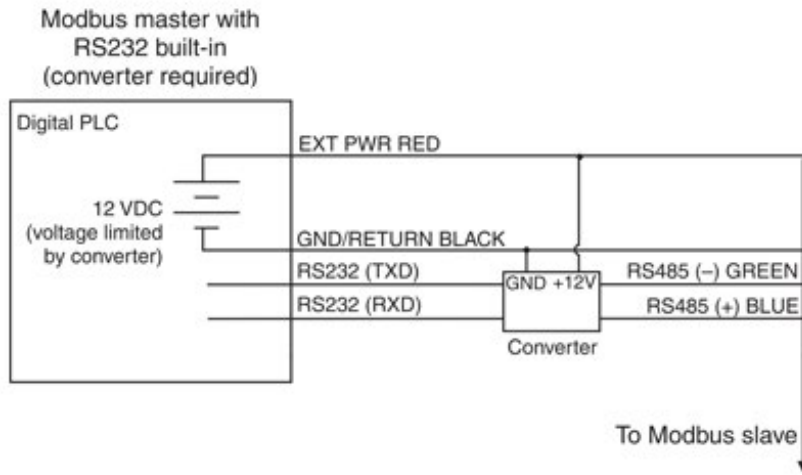 Modbus master with
RS232 built-in
(converter required)
Digital PLC
EXT PWR RED
12 VDC
(voltage limited
by converter)
GND/RETURN BLACK
RS232 (TXD)
GND +12V
RS485 (–) GREEN
RS232 (RXD)
RS485 (+) BLUE
Converter
To Modbus slave